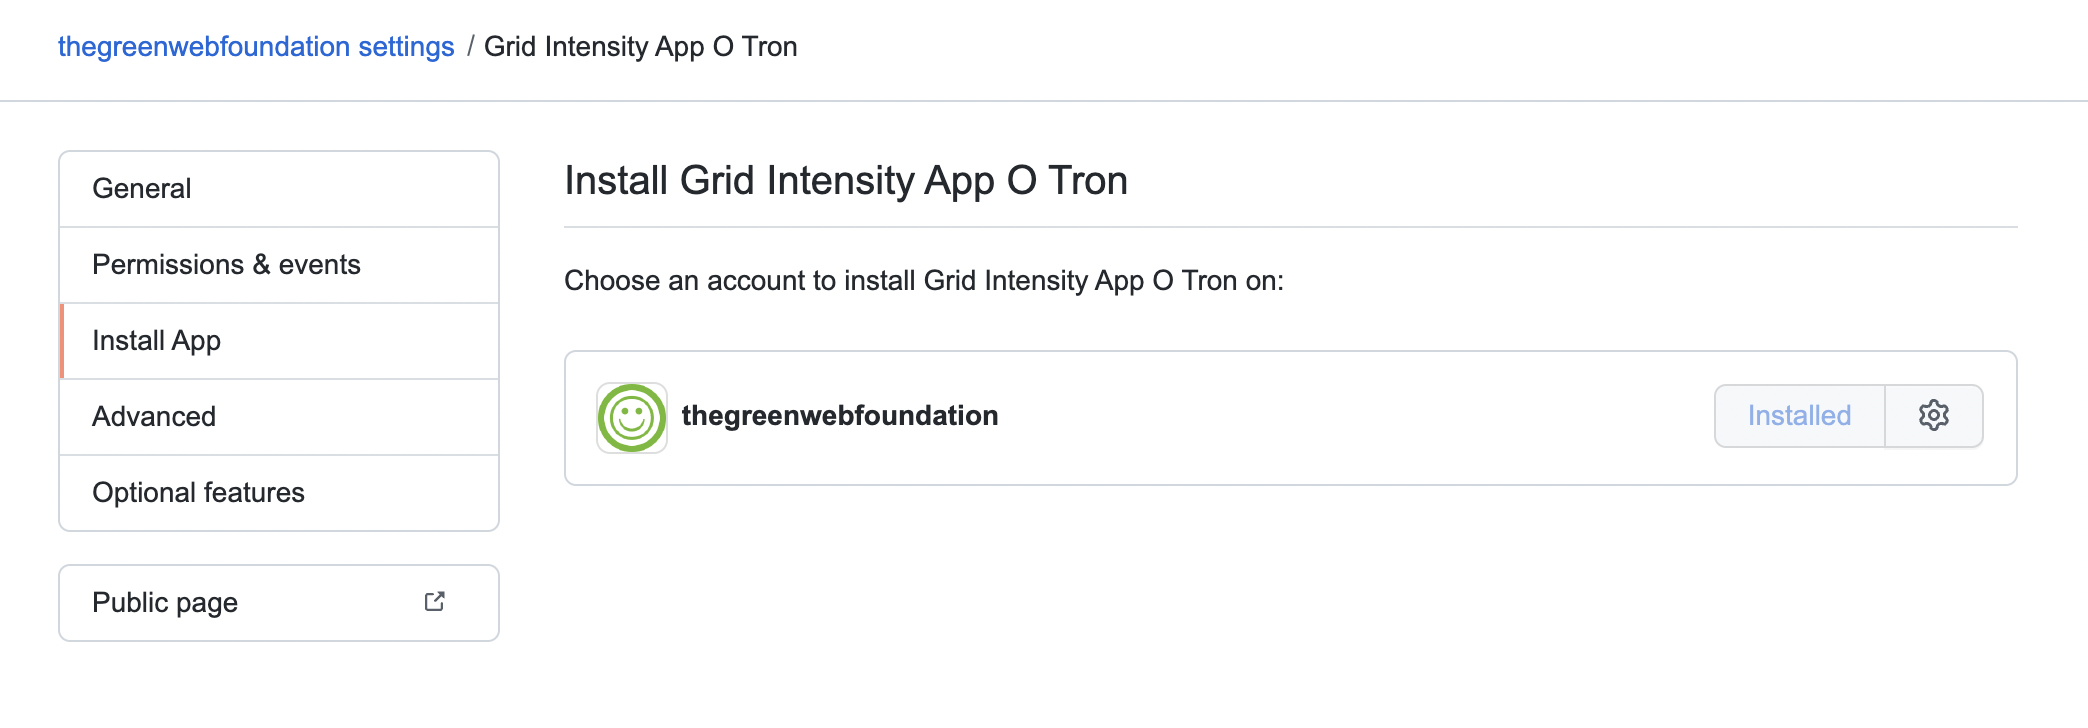 thegreenwebfoundation settings / Grid Intensity App O Tron
General
Permissions & events
Install App
Advanced
Optional features
Public page
Install Grid Intensity App O Tron
Choose an account to install Grid Intensity App O Tron on:
thegreenwebfoundation
Installed